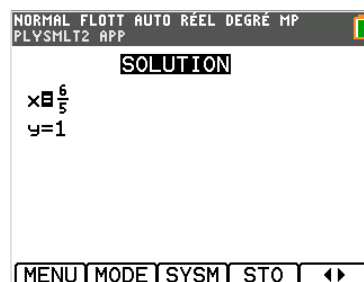 NORMAL FLOTT AUTO RÉEL DEGRÉ MP
PLYSMLT2 APP
SOLUTION
x=6/5
y=1
MENU MODE SYSM STO ◂▸